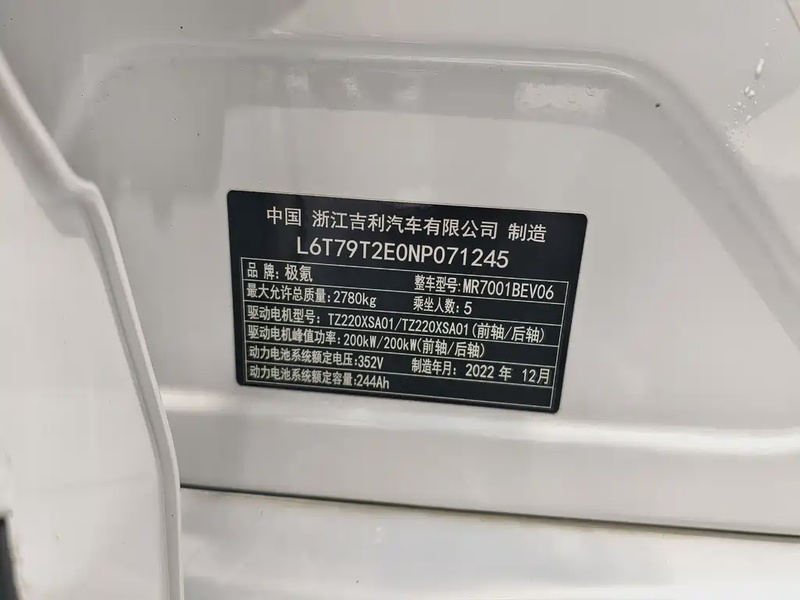 中国 浙江吉利汽车有限公司 制造
L6T79T2E0NP071245
品 牌: 极氪 整车型号: MR7001BEV06
最大允许总质量: 2780kg 乘坐人数: 5
驱动电机型号: TZ220XSA01/TZ220XSA01(前轴/后轴)
驱动电机峰值功率: 200kW/200kW(前轴/后轴)
动力电池系统额定电压: 352V 制造年月: 2022 年 12月
动力电池系统额定容量: 244Ah